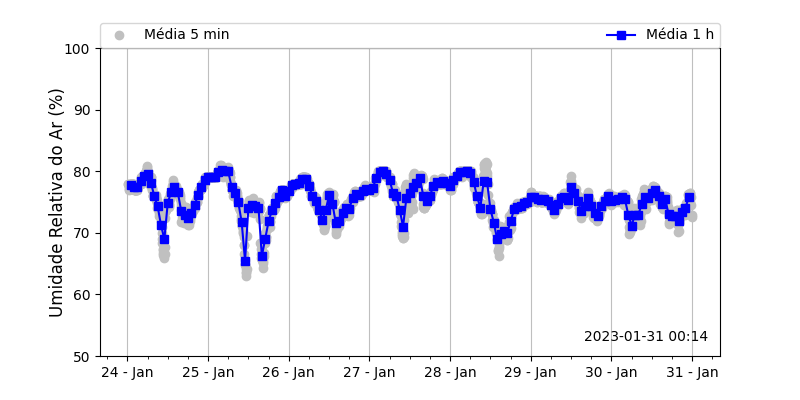 Média 5 min
Média 1 h
Umidade Relativa do Ar (%)
100
90
80
70
60
50
2023-01-31 00:14
24 - Jan
25 - Jan
26 - Jan
27 - Jan
28 - Jan
29 - Jan
30 - Jan
31 - Jan